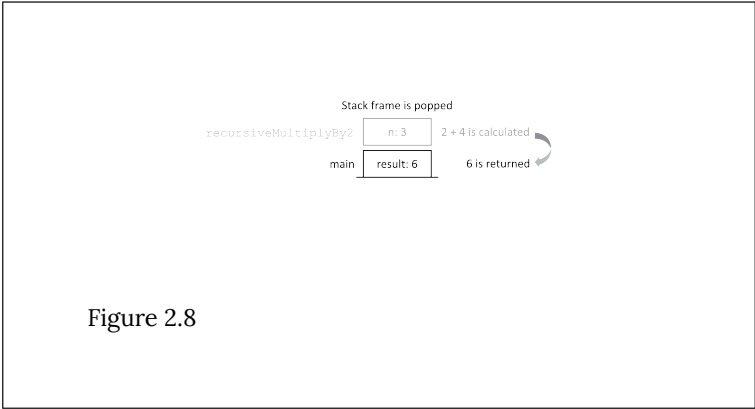 Stack frame is popped
recursiveMultiplyBy2 n: 3 2 + 4 is calculated
main result: 6 6 is returned
Figure 2.8